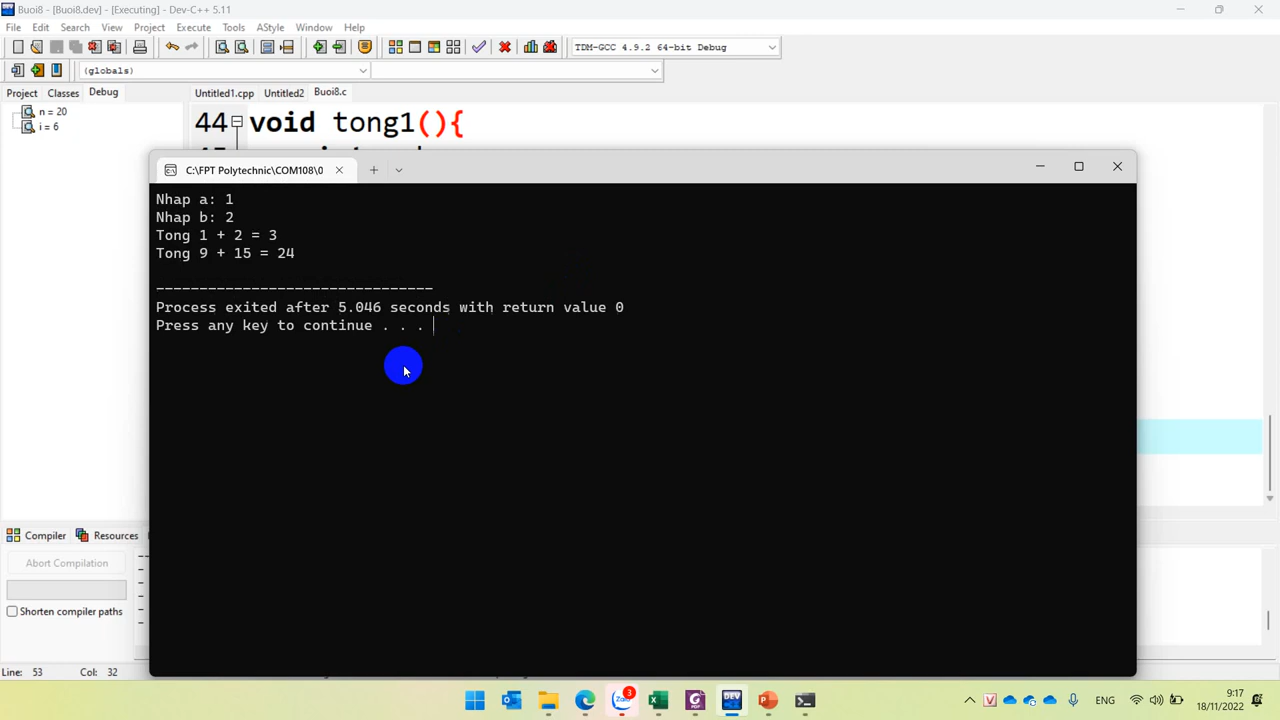 Buoi8 - [Buoi8.dev] - [Executing] - Dev-C++ 5.11
File Edit Search View Project Execute Tools AStyle Window Help
TDM-GCC 4.9.2 64-bit Debug
(globals)
Project Classes Debug
Untitled1.cpp Untitled2 Buoi8.c
n = 20
i = 6
44 void tong1(){
C:\FPT Polytechnic\COM108\0
Nhap a: 1
Nhap b: 2
Tong 1 + 2 = 3
Tong 9 + 15 = 24
--------------------------------
Process exited after 5.046 seconds with return value 0
Press any key to continue . . .
Compiler Resources
Abort Compilation
Shorten compiler paths
Line: 53 Col: 32
Zalo 3
DEV
ENG
9:17
18/11/2022